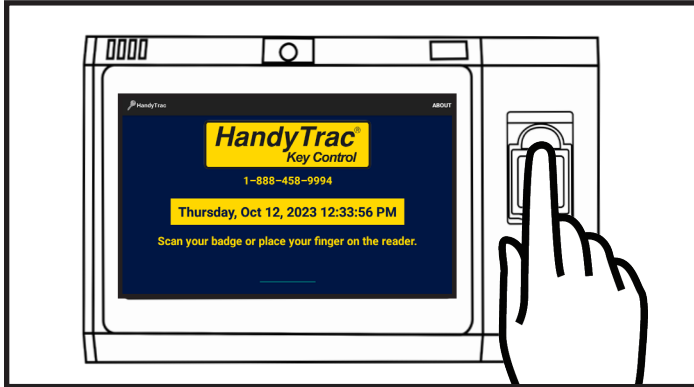 HandyTrac
ABOUT
HandyTrac®
Key Control
1-888-458-9994
Thursday, Oct 12, 2023 12:33:56 PM
Scan your badge or place your finger on the reader.